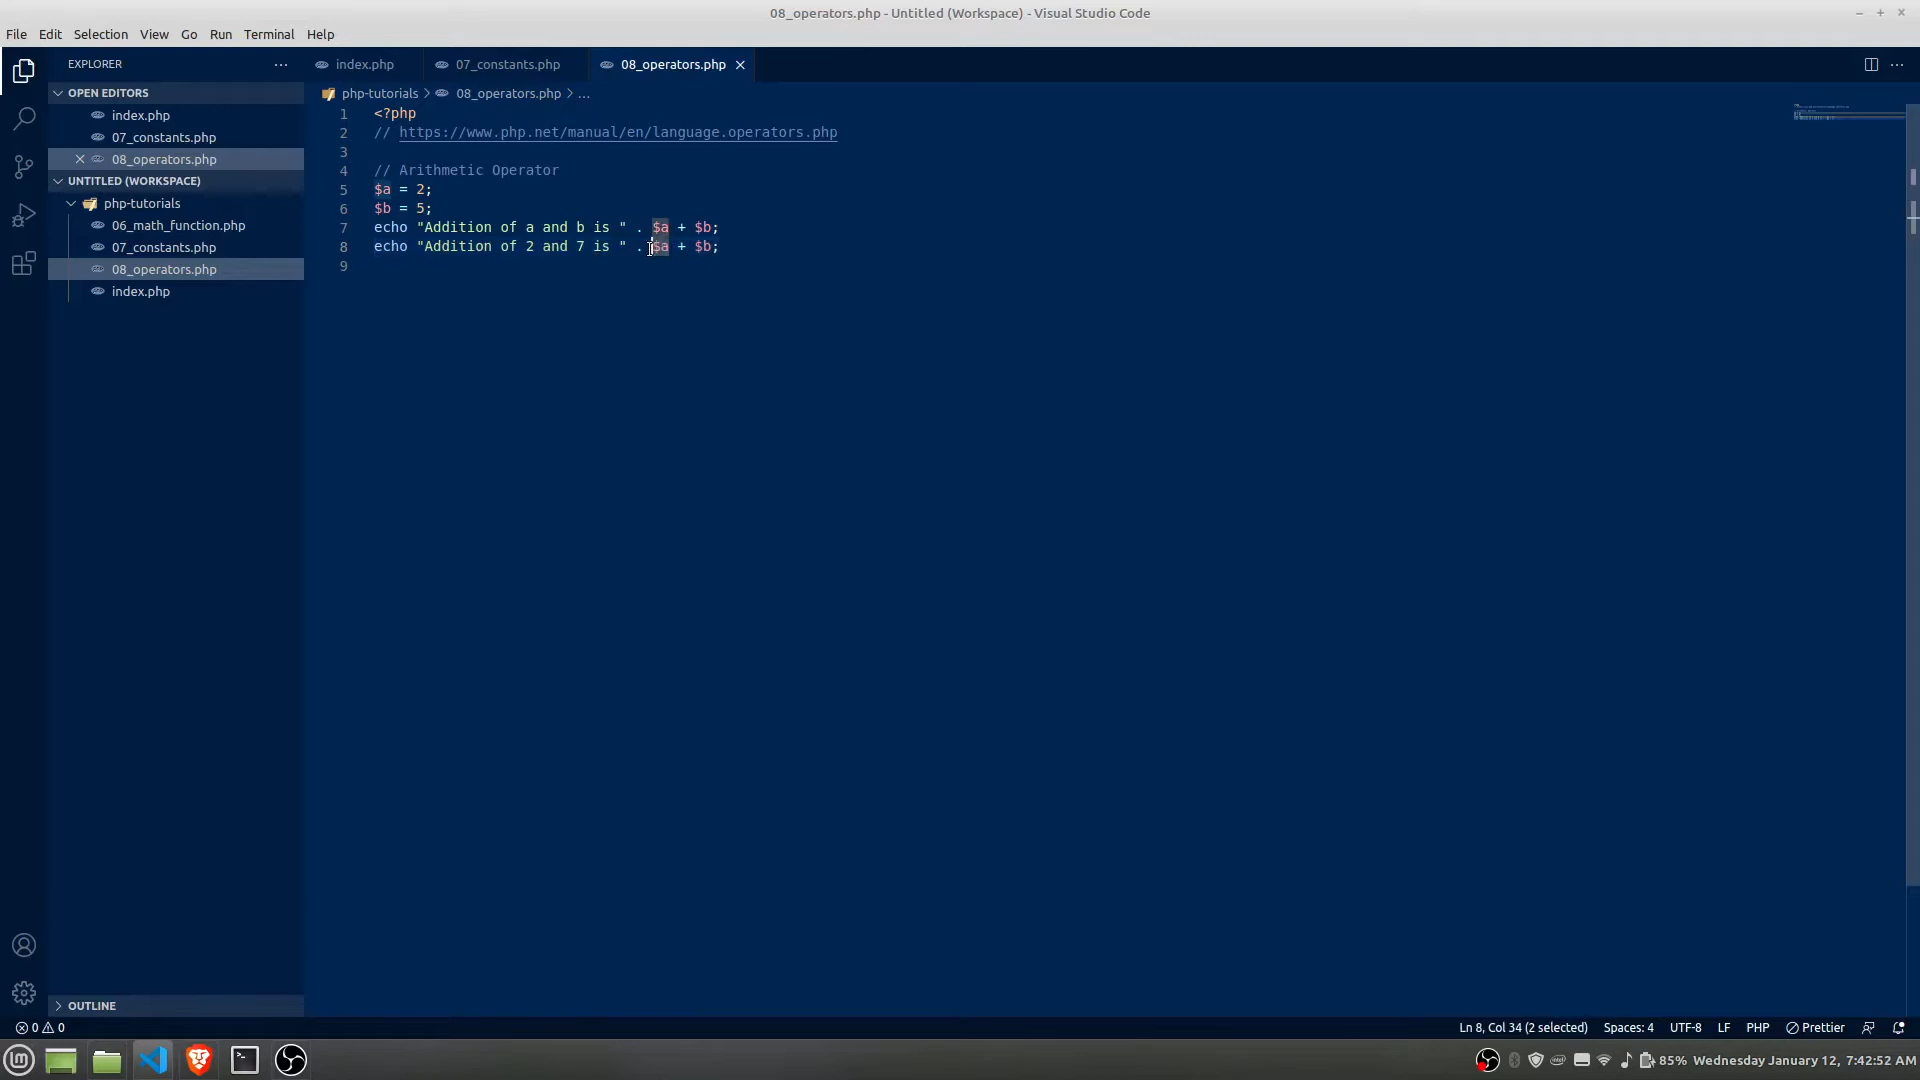 08_operators.php - Untitled (Workspace) - Visual Studio Code
File Edit Selection View Go Run Terminal Help
EXPLORER
OPEN EDITORS
index.php
07_constants.php
08_operators.php
UNTITLED (WORKSPACE)
php-tutorials
06_math_function.php
07_constants.php
08_operators.php
index.php
OUTLINE
index.php 07_constants.php 08_operators.php
php-tutorials > 08_operators.php > ...
1 <?php
2 // https://www.php.net/manual/en/language.operators.php
3
4 // Arithmetic Operator
5 $a = 2;
6 $b = 5;
7 echo "Addition of a and b is " . $a + $b;
8 echo "Addition of 2 and 7 is " . $a + $b;
9
0 0 Ln 8, Col 34 (2 selected) Spaces: 4 UTF-8 LF PHP Prettier
85% Wednesday January 12, 7:42:52 AM